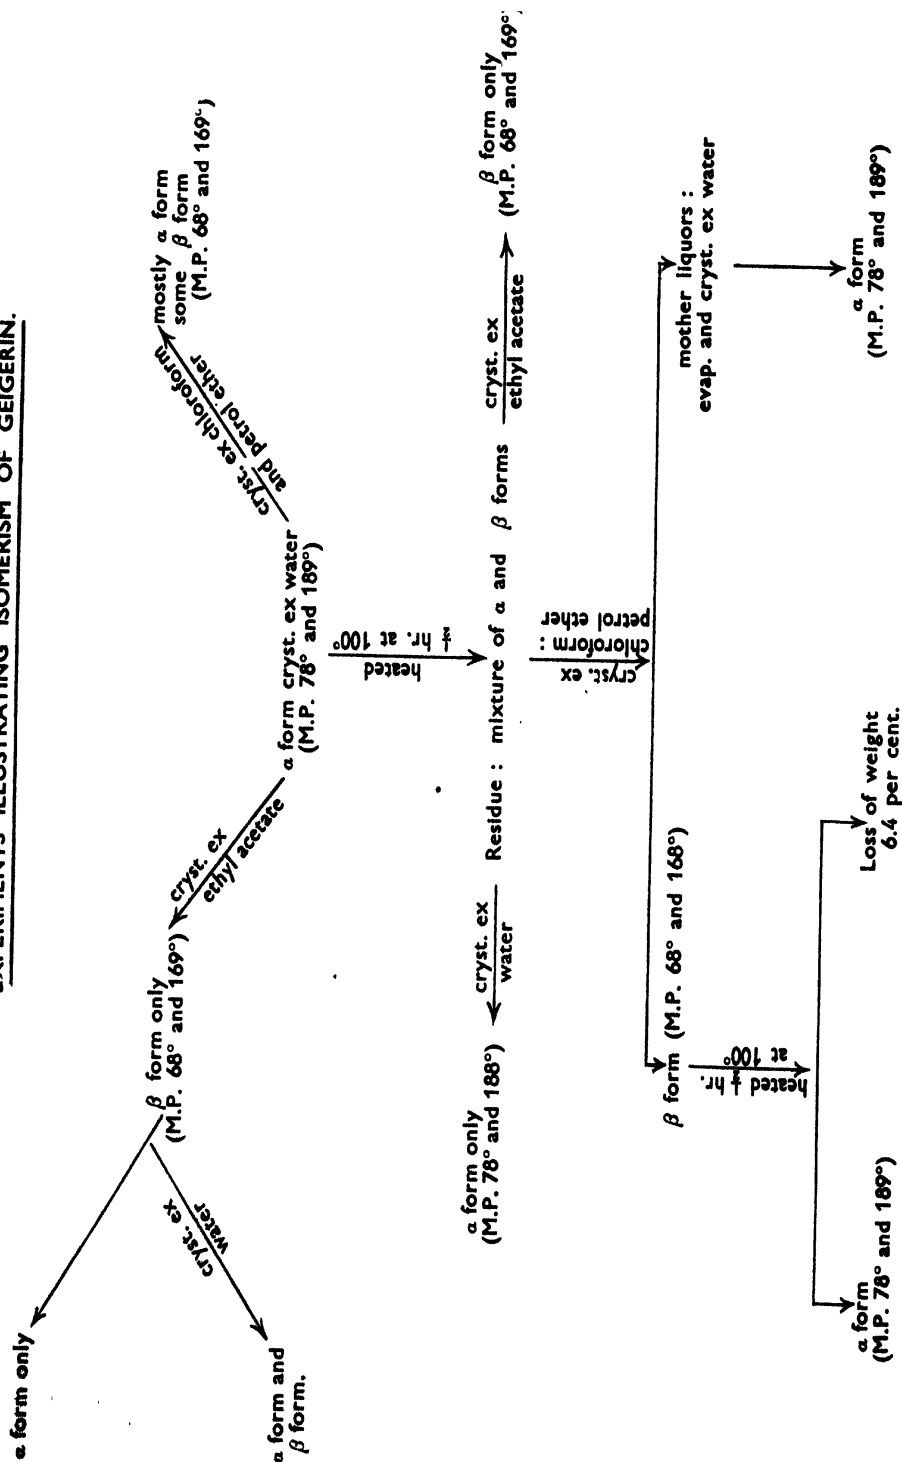 EXPERIMENTS ILLUSTRATING ISOMERISM OF GEIGERIN.
α form only
cryst. ex
water
α form and
β form.
β form only
(M.P. 68° and 169°)
cryst. ex
ethyl acetate
α form cryst. ex water
(M.P. 78° and 189°)
cryst. ex chloroform
and petrol ether
mostly α form
some β form
(M.P. 68° and 169°)
heated
½ hr. at 100°
α form only
(M.P. 78° and 188°)
cryst. ex
water
Residue : mixture of α and β forms
cryst. ex
ethyl acetate
β form only
(M.P. 68° and 169°)
cryst. ex
chloroform :
petrol ether
β form (M.P. 68° and 168°)
mother liquors :
evap. and cryst. ex water
heated ½ hr.
at 100°
α form
(M.P. 78° and 189°)
α form
(M.P. 78° and 189°)
Loss of weight
6.4 per cent.